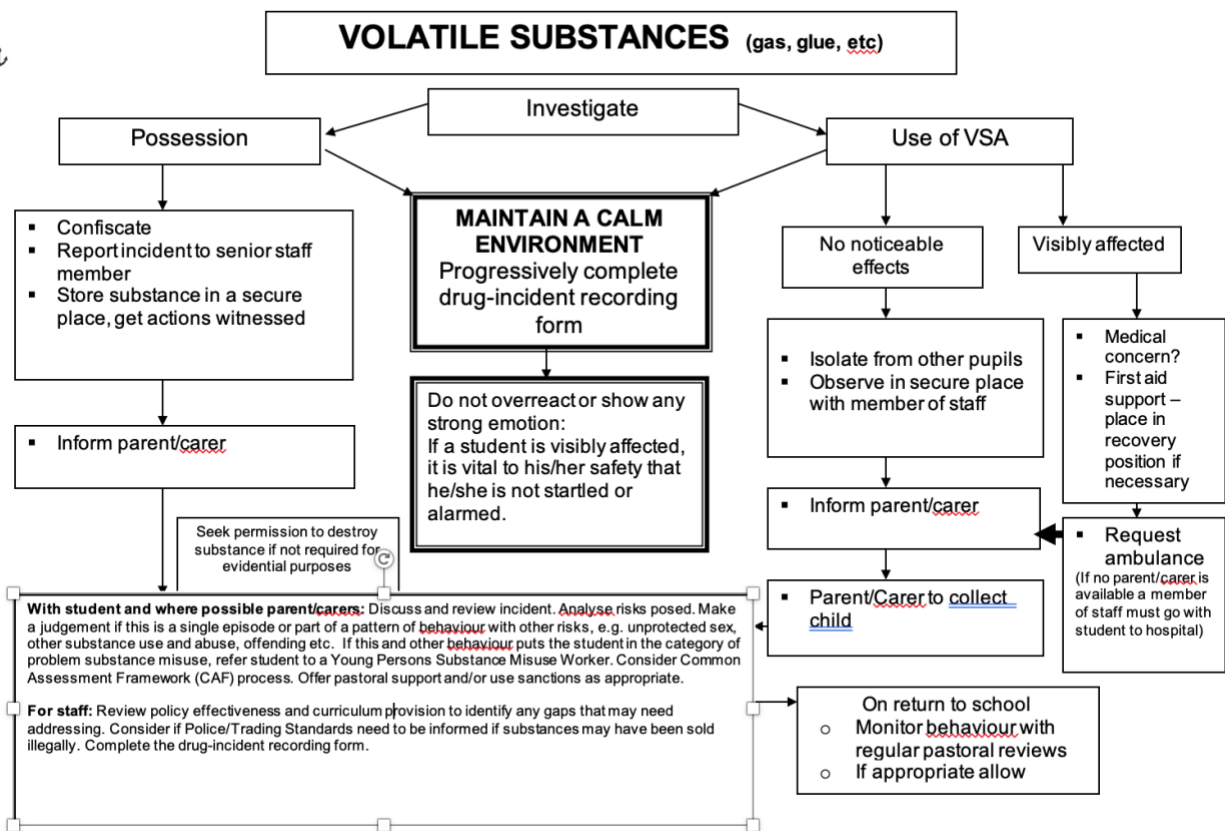 VOLATILE SUBSTANCES (gas, glue, etc)
Investigate
Possession
Use of VSA
▪ Confiscate
▪ Report incident to senior staff
member
▪ Store substance in a secure
place, get actions witnessed
MAINTAIN A CALM
ENVIRONMENT
Progressively complete
drug-incident recording
form
No noticeable
effects
Visibly affected
▪ Inform parent/carer
Do not overreact or show any
strong emotion:
If a student is visibly affected,
it is vital to his/her safety that
he/she is not startled or
alarmed.
▪ Isolate from other pupils
▪ Observe in secure place
with member of staff
▪ Medical
concern?
▪ First aid
support –
place in
recovery
position if
necessary
▪ Inform parent/carer
▪ Request
ambulance
(If no parent/carer is
available a member
of staff must go with
student to hospital)
Seek permission to destroy
substance if not required for
evidential purposes
▪ Parent/Carer to collect
child
With student and where possible parent/carers: Discuss and review incident. Analyse risks posed. Make
a judgement if this is a single episode or part of a pattern of behaviour with other risks, e.g. unprotected sex,
other substance use and abuse, offending etc. If this and other behaviour puts the student in the category of
problem substance misuse, refer student to a Young Persons Substance Misuse Worker. Consider Common
Assessment Framework (CAF) process. Offer pastoral support and/or use sanctions as appropriate.
For staff: Review policy effectiveness and curriculum provision to identify any gaps that may need
addressing. Consider if Police/Trading Standards need to be informed if substances may have been sold
illegally. Complete the drug-incident recording form.
On return to school
○ Monitor behaviour with
regular pastoral reviews
○ If appropriate allow